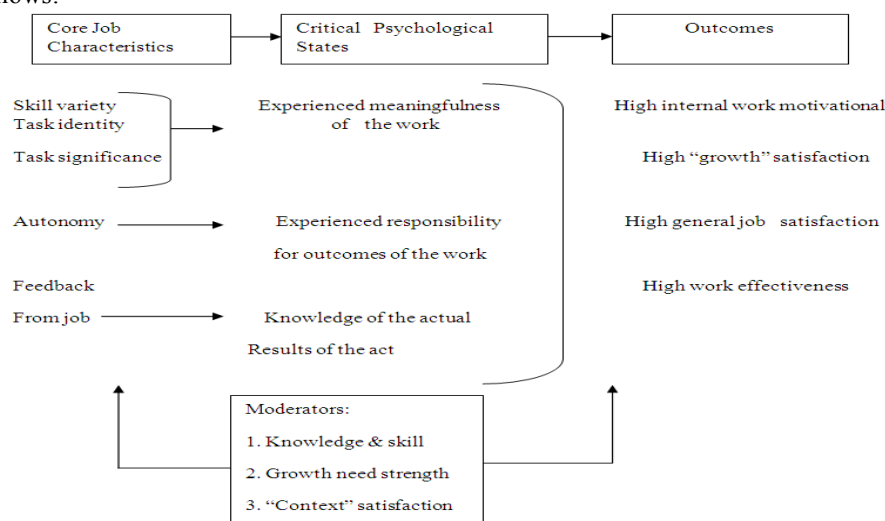 Core Job
Characteristics
Critical Psychological
States
Outcomes
Skill variety
Task identity
Task significance
Experienced meaningfulness
of the work
High internal work motivational
High “growth” satisfaction
Autonomy
Experienced responsibility
for outcomes of the work
High general job satisfaction
Feedback
From job
Knowledge of the actual
Results of the act
High work effectiveness
Moderators:
1. Knowledge & skill
2. Growth need strength
3. “Context” satisfaction